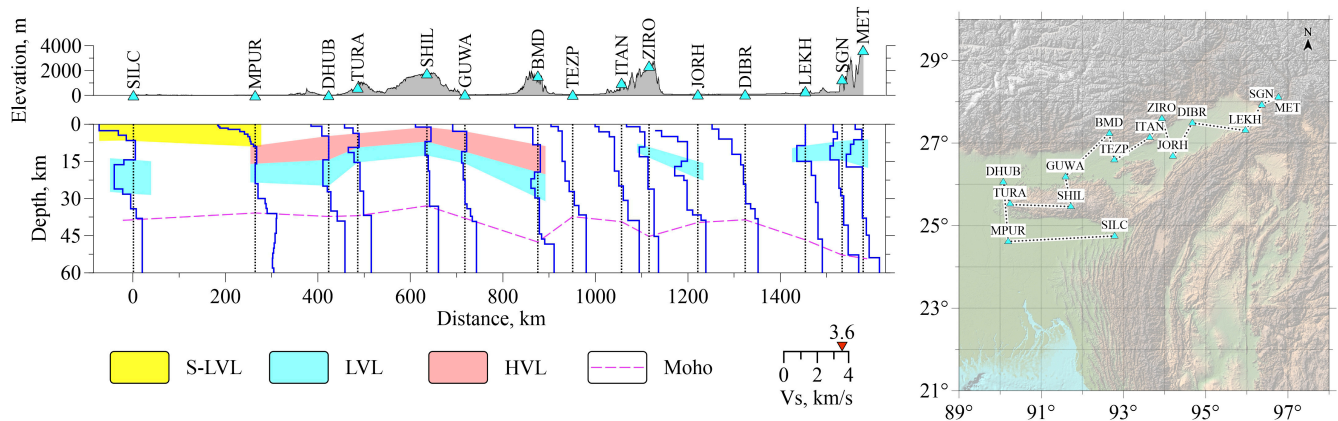 Elevation, m
4000
2000
0
SILC
MPUR
DHUB
TURA
SHIL
GUWA
BMD
TEZP
ITAN
ZIRO
JORH
DIBR
LEKH
SGN
MET
Depth, km
0
15
30
45
60
0 200 400 600 800 1000 1200 1400
Distance, km
S-LVL LVL HVL Moho
3.6
0 2 4
Vs, km/s
29°
27°
25°
23°
21°
89° 91° 93° 95° 97°
N
SGN
MET
ZIRO
DIBR
BMD
ITAN
LEKH
TEZP
JORH
GUWA
DHUB
TURA
SHIL
MPUR
SILC